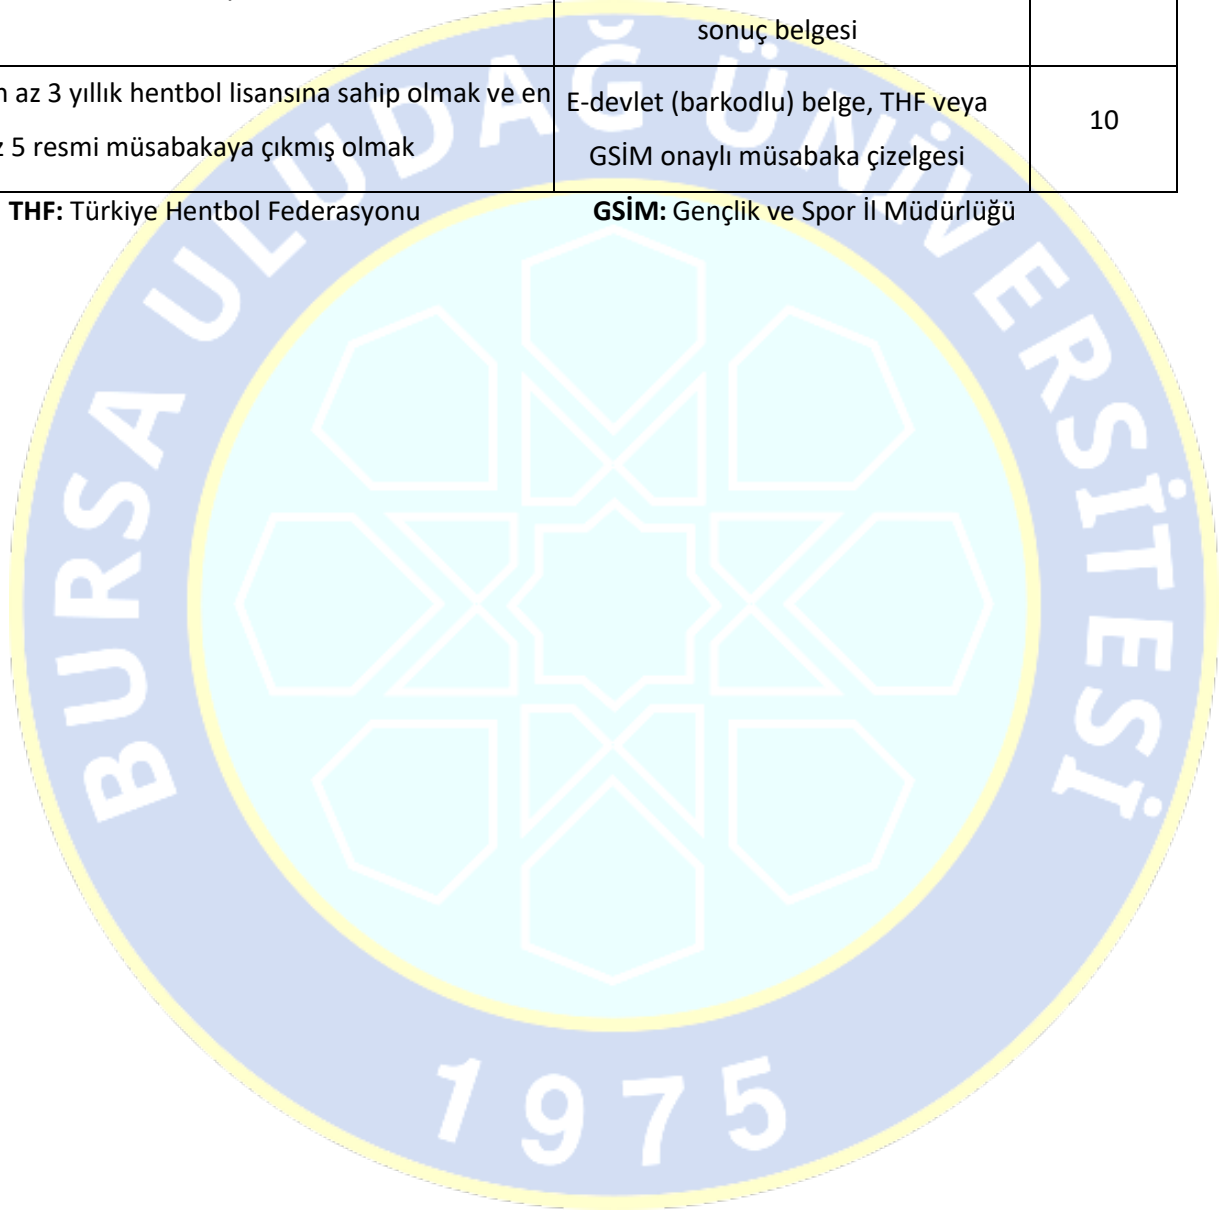 sonuç belgesi
az 3 yıllık hentbol lisansına sahip olmak ve en
5 resmi müsabakaya çıkmış olmak
E-devlet (barkodlu) belge, THF veya
GSİM onaylı müsabaka çizelgesi
10
THF: Türkiye Hentbol Federasyonu
GSİM: Gençlik ve Spor İl Müdürlüğü
BURSA ULUDAĞ ÜNİVERSİTESİ
1975